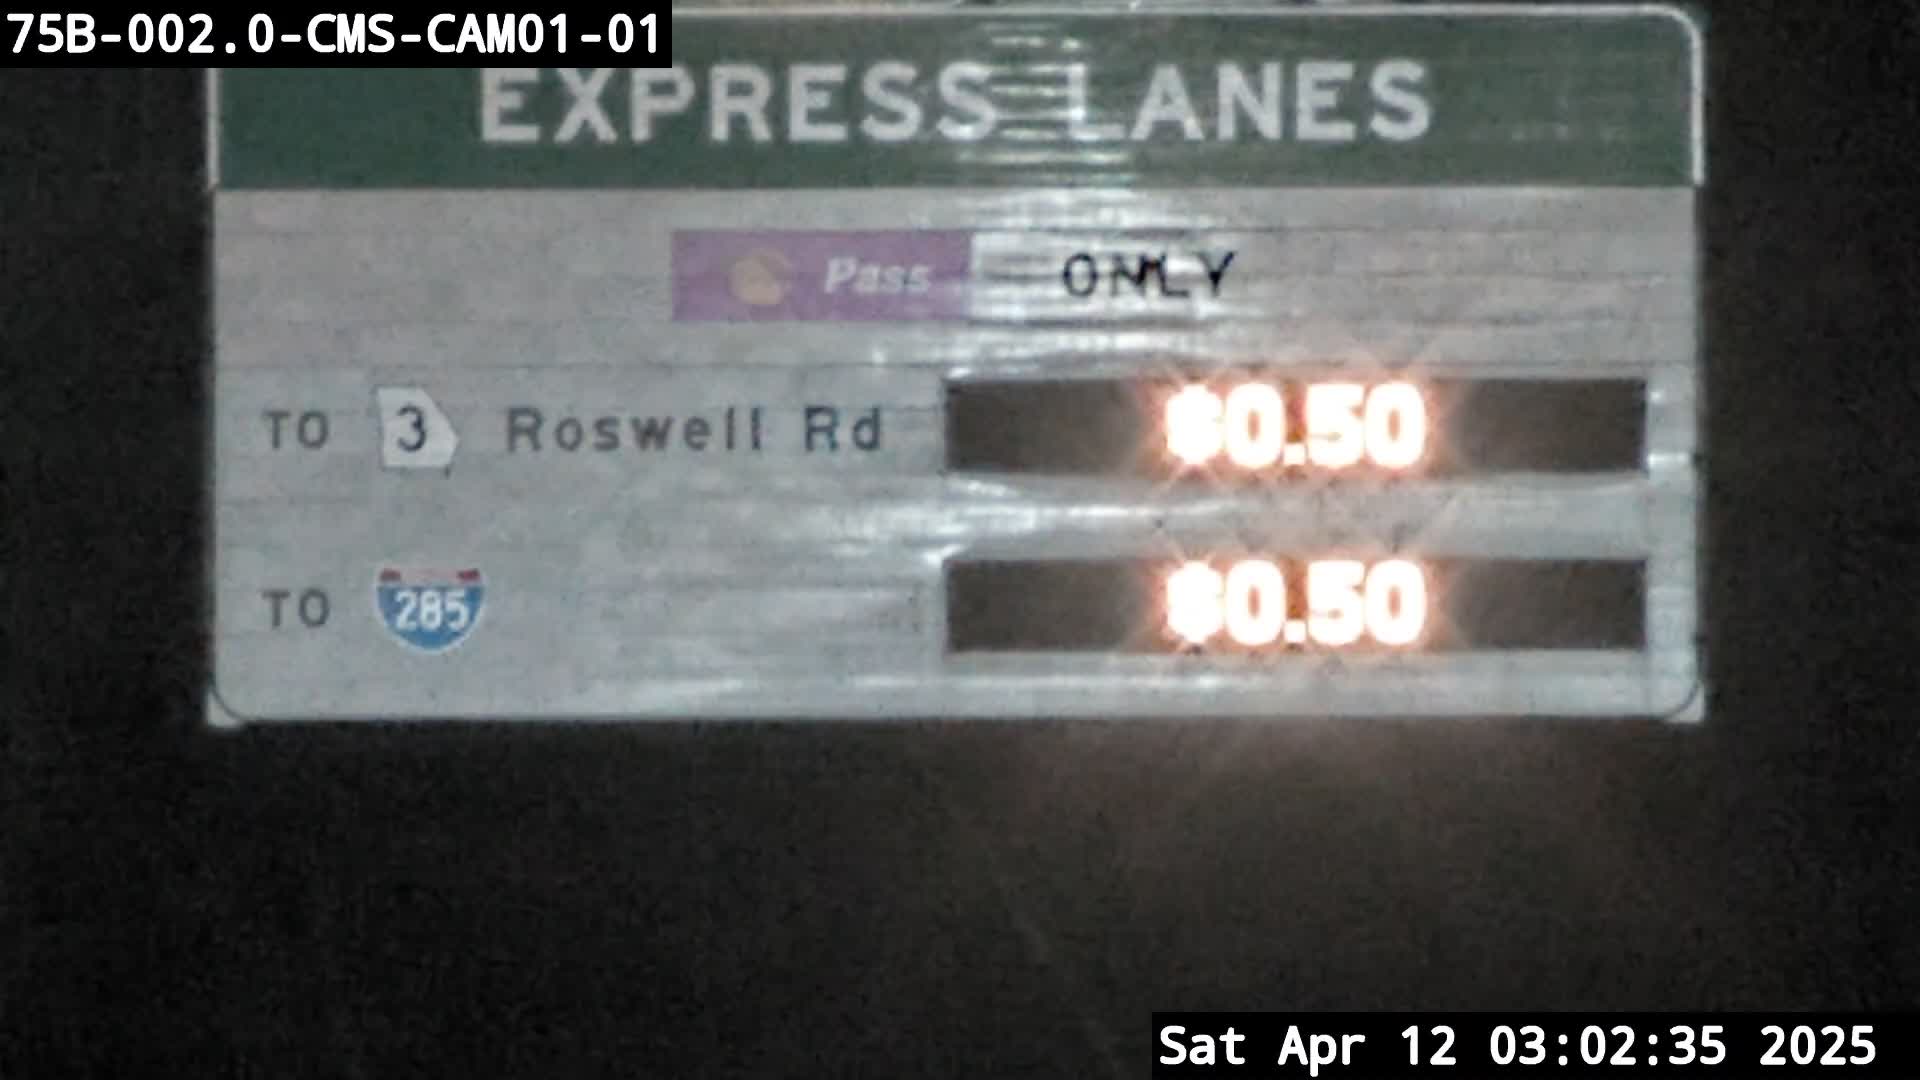 75B-002.0-CMS-CAM01-01
EXPRESS LANES
Pass ONLY
TO 3 Roswell Rd $0.50
TO 285 $0.50
Sat Apr 12 03:02:35 2025